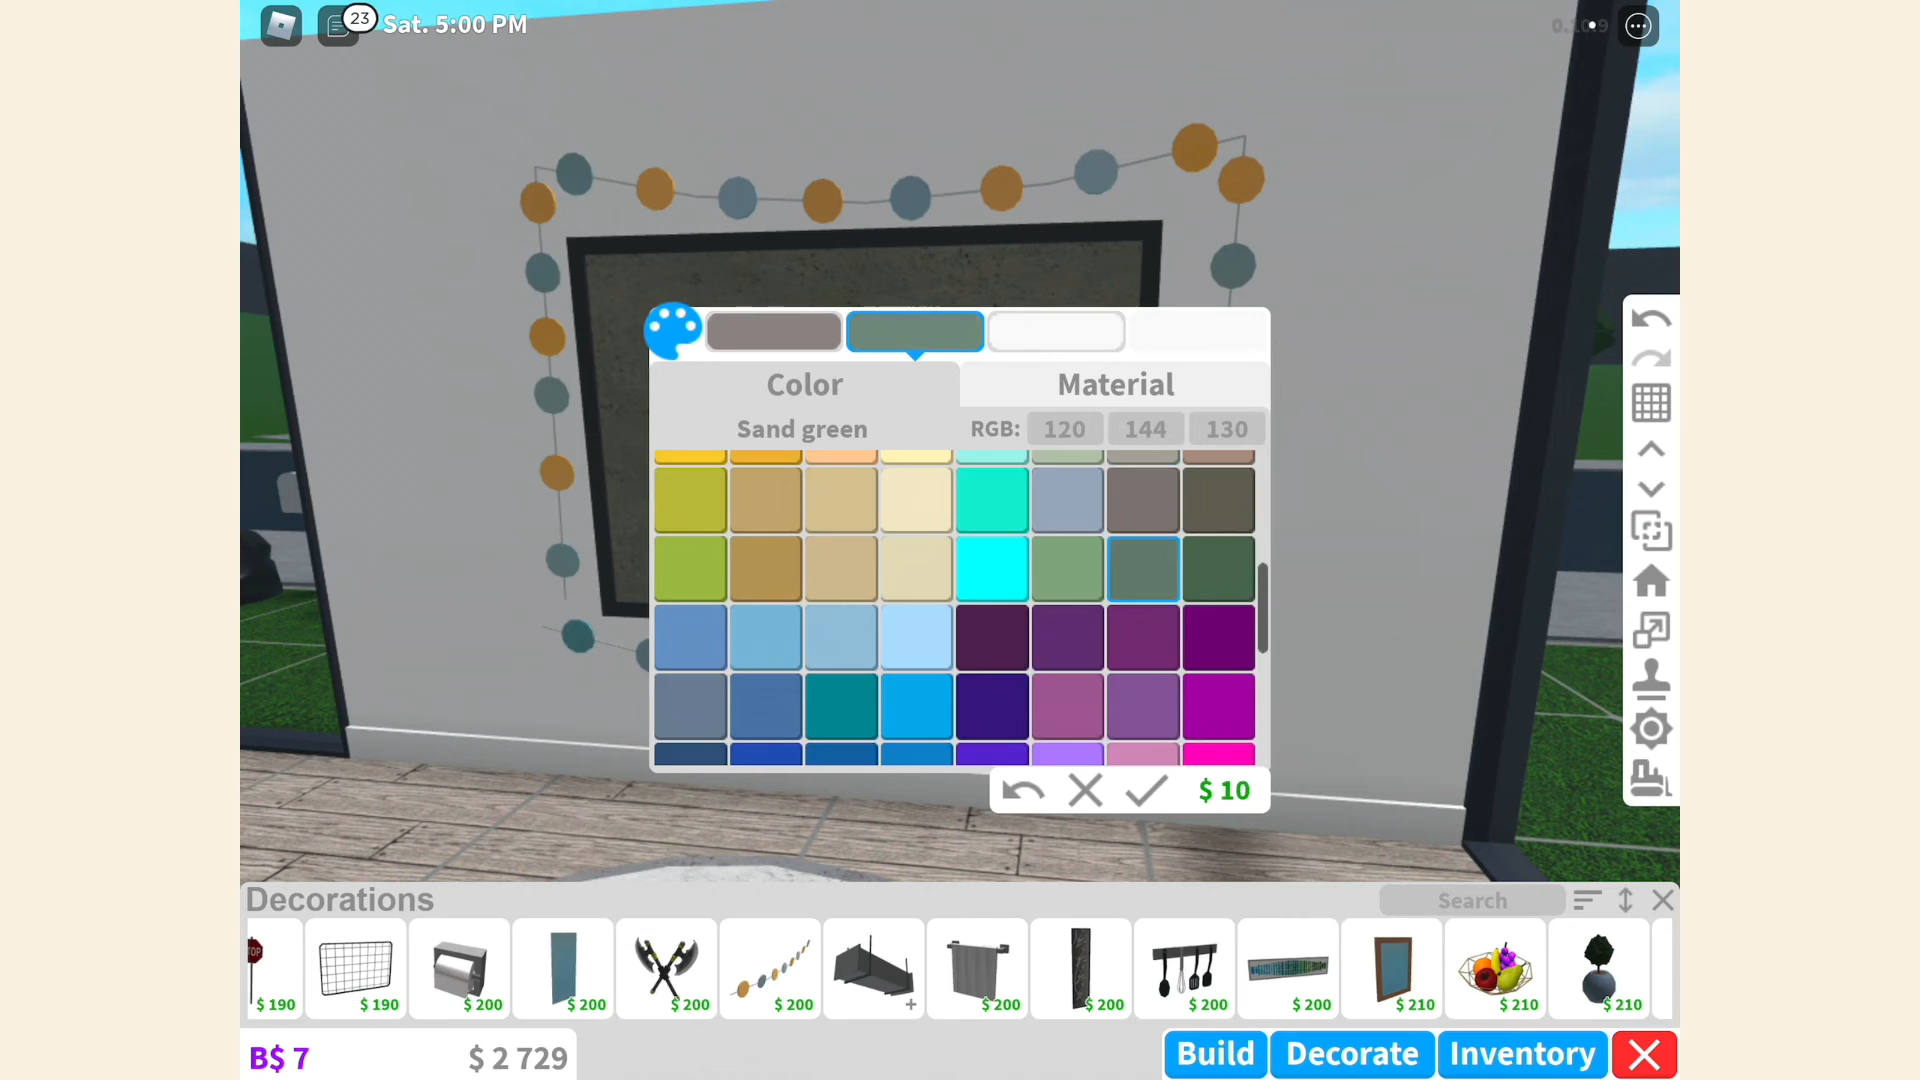 23
Sat. 5:00 PM
Color
Material
Sand green
RGB: 120 144 130
$ 10
Decorations
Search
STOP
$ 190
$ 190
$ 200
$ 200
$ 200
$ 200
+
$ 200
$ 200
$ 200
$ 200
$ 210
$ 210
$ 210
B$ 7
$ 2 729
Build
Decorate
Inventory